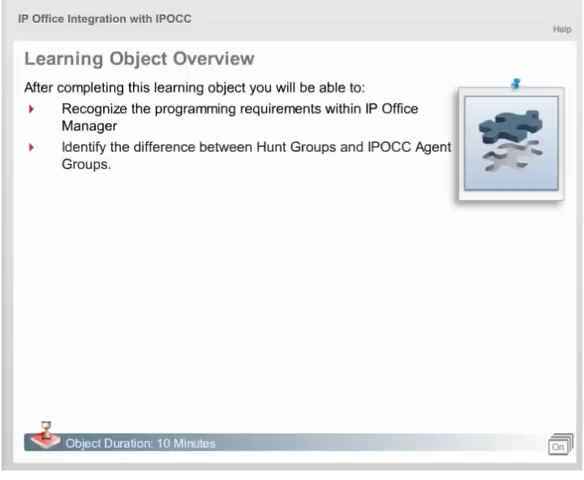 IP Office Integration with IPOCC
Help
Learning Object Overview
After completing this learning object you will be able to:
Recognize the programming requirements within IP Office
Manager
Identify the difference between Hunt Groups and IPOCC Agent
Groups.
Object Duration: 10 Minutes
On